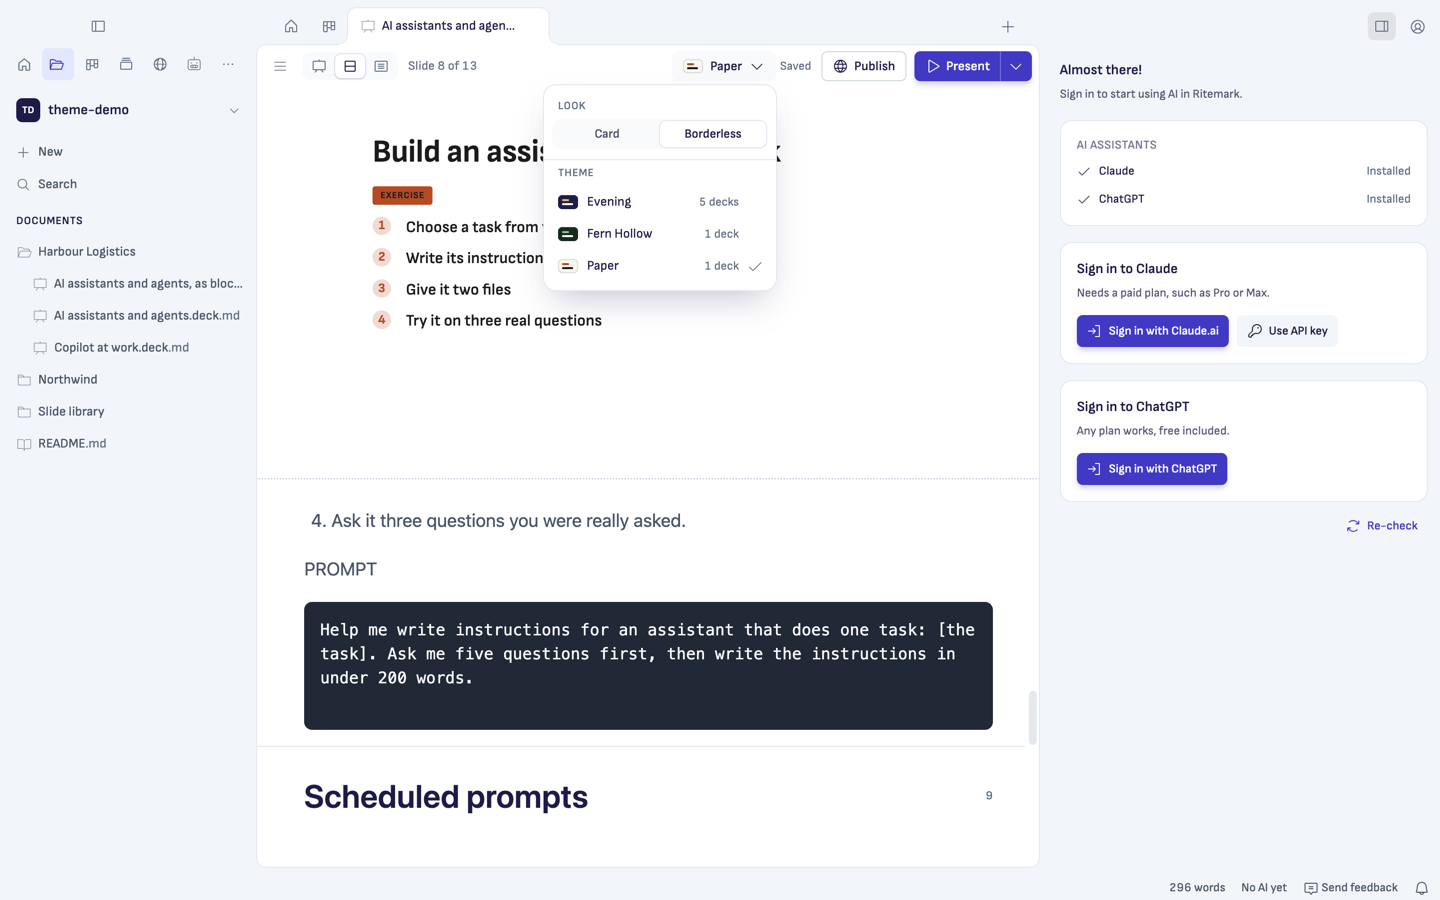 AI assistants and agen...
TD
theme-demo
New
Search
DOCUMENTS
Harbour Logistics
AI assistants and agents, as bloc...
AI assistants and agents.deck.md
Copilot at work.deck.md
Northwind
Slide library
README.md
Slide 8 of 13
Paper
Saved
Publish
Present
LOOK
Card
Borderless
THEME
Evening
5 decks
Fern Hollow
1 deck
Paper
1 deck
Build an assis
EXERCISE
1 Choose a task from
2 Write its instruction
3 Give it two files
4 Try it on three real questions
4. Ask it three questions you were really asked.
PROMPT
Help me write instructions for an assistant that does one task: [the
task]. Ask me five questions first, then write the instructions in
under 200 words.
Scheduled prompts
9
Almost there!
Sign in to start using AI in Ritemark.
AI ASSISTANTS
Claude
Installed
ChatGPT
Installed
Sign in to Claude
Needs a paid plan, such as Pro or Max.
Sign in with Claude.ai
Use API key
Sign in to ChatGPT
Any plan works, free included.
Sign in with ChatGPT
Re-check
296 words
No AI yet
Send feedback